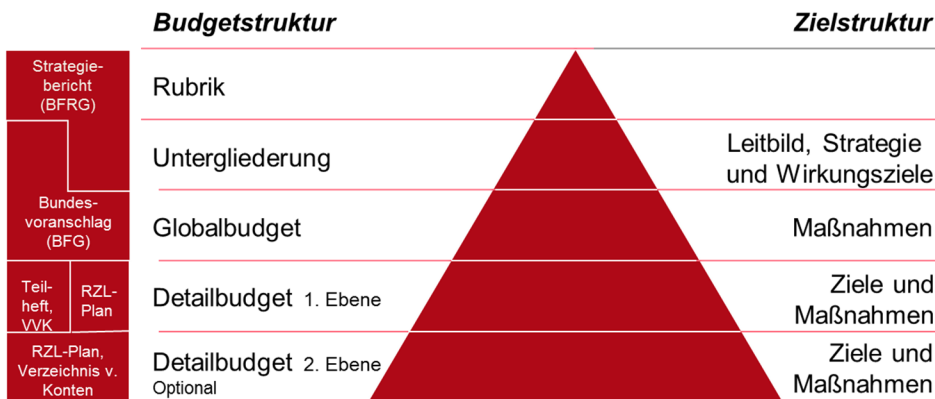 Budgetstruktur
Zielstruktur
Strategie-
bericht
(BFRG)
Rubrik
Untergliederung
Leitbild, Strategie
und Wirkungsziele
Bundes-
voranschlag
(BFG)
Globalbudget
Maßnahmen
Teil-
heft,
VVK
RZL-
Plan
Detailbudget 1. Ebene
Ziele und
Maßnahmen
RZL-Plan,
Verzeichnis v.
Konten
Detailbudget 2. Ebene
Optional
Ziele und
Maßnahmen